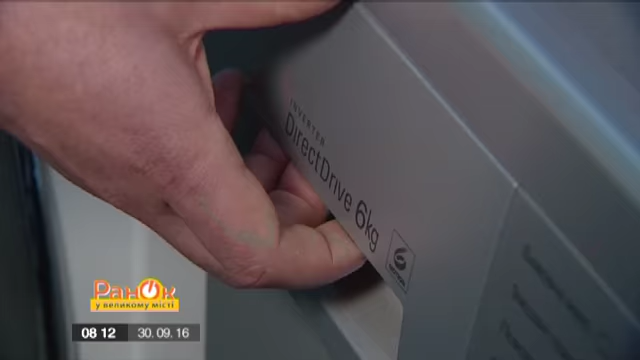 INVERTER
DirectDrive 6kg
РанОк
у великому місті
08 12 30.09.16